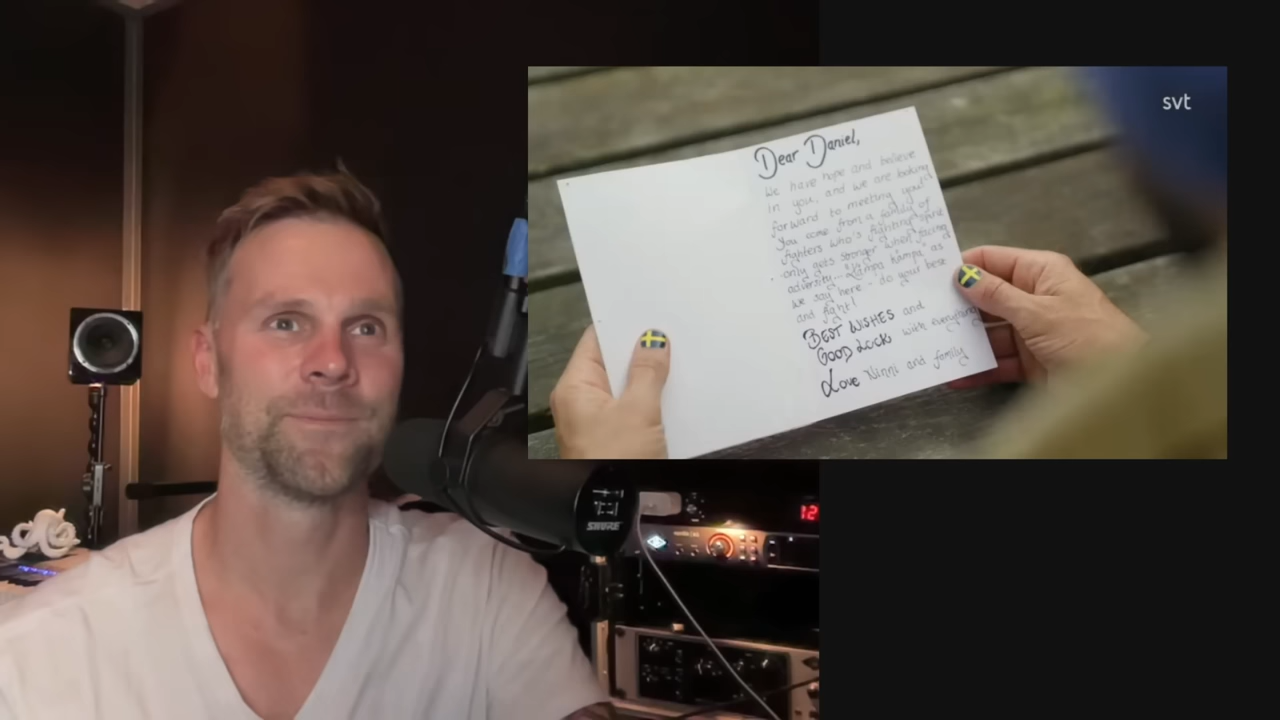 svt
Dear Daniel,
We have hope and believe
in you, and we are looking
forward to meeting you!
You come from a family of
fighters who's fighting spirit
only gets stronger when facing
adversity... "Kämpa kämpa" as
we say here - do your best
and fight!
BEST WISHES and
GOOD LUCK with everything
Love Ninni and family
SHURE
12